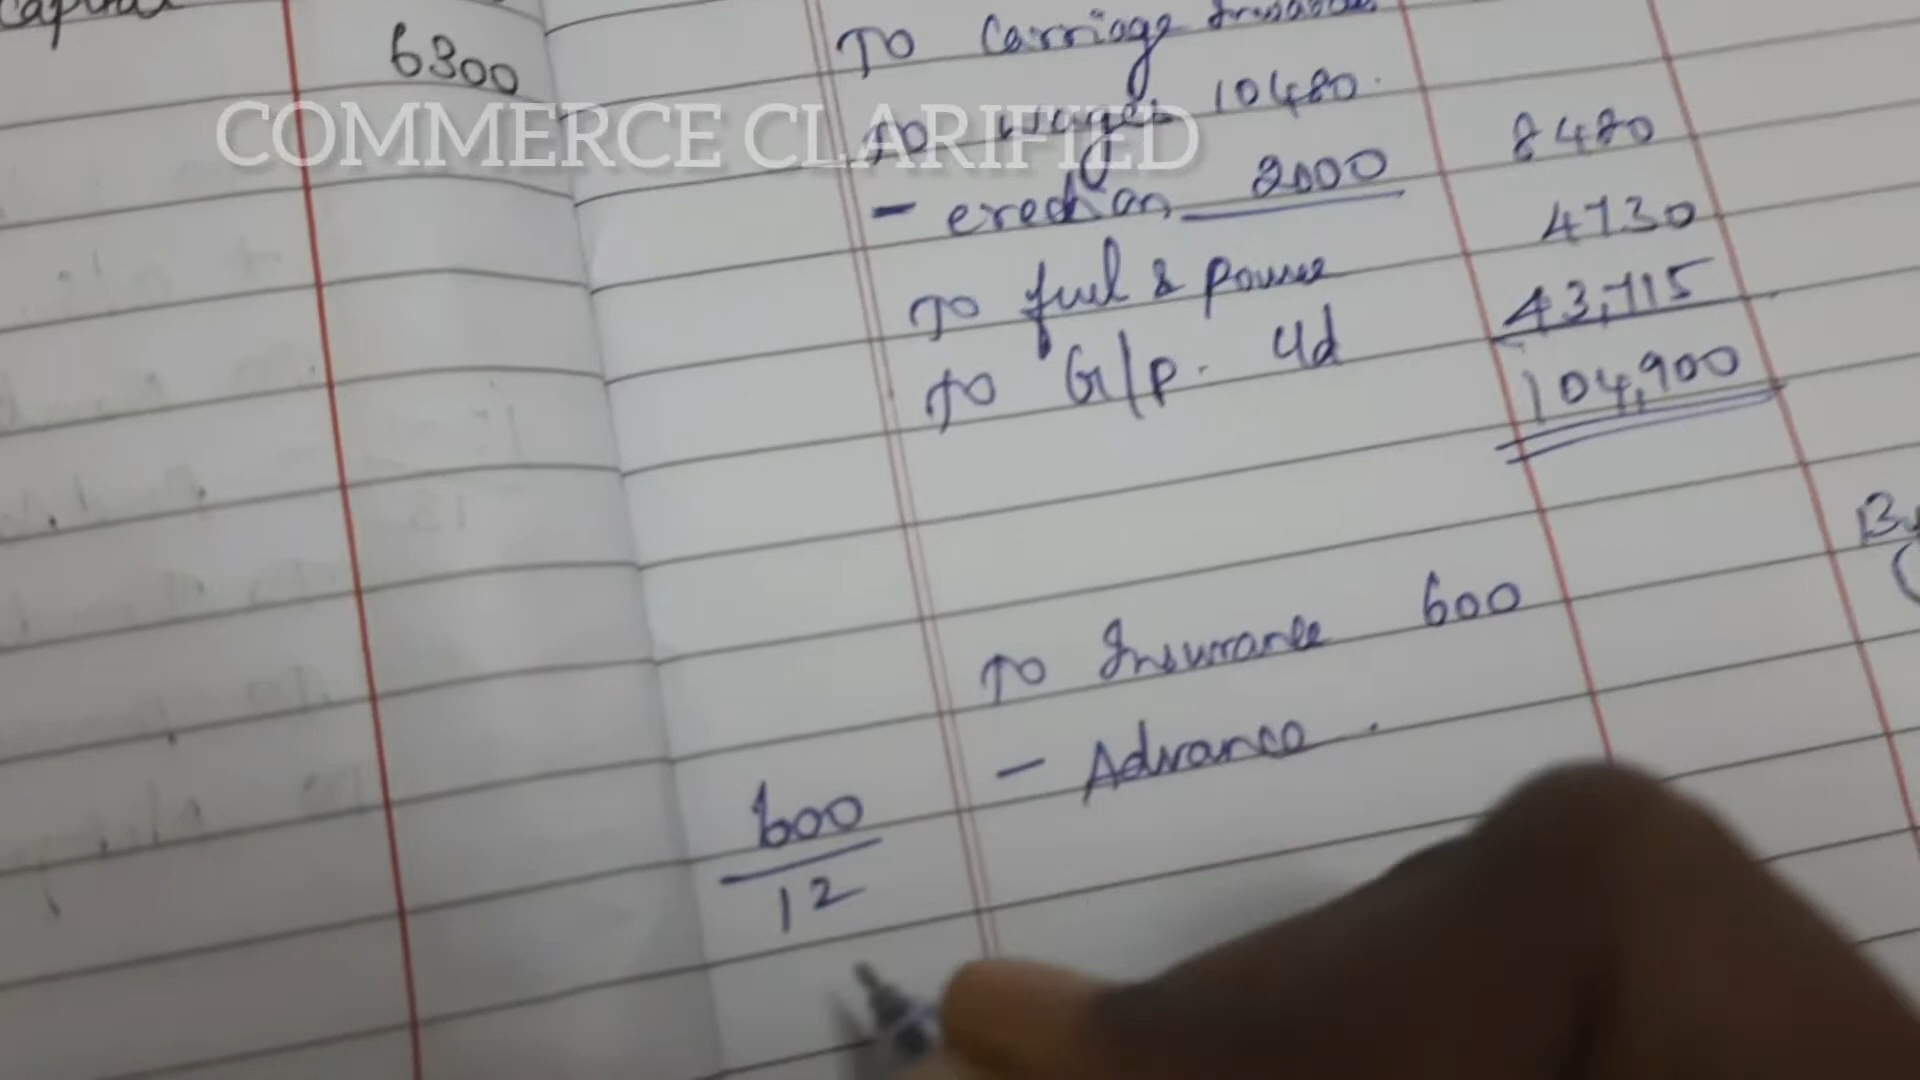 6300
To Carriage
COMMERCE CLARIFIED
To wages 10480
8480
- erection 2000
To fuel & power
4730
To G/p. c/d
43,715
104,900
To Insurance 600
- Advance
600
12